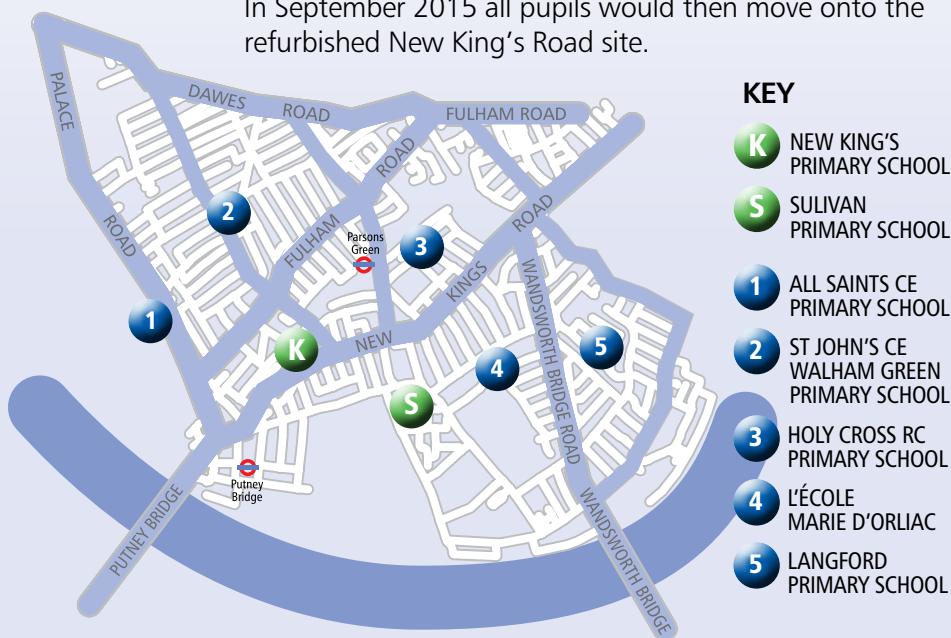 In September 2015 all pupils would then move onto the
refurbished New King's Road site.
PALACE
ROAD
DAWES
ROAD
FULHAM ROAD
FULHAM
ROAD
Parsons
Green
NEW
KINGS
ROAD
WANDSWORTH BRIDGE ROAD
WANDSWORTH BRIDGE
PUTNEY BRIDGE
Putney
Bridge
1
2
3
4
5
K
S
KEY
K NEW KING'S
PRIMARY SCHOOL
S SULIVAN
PRIMARY SCHOOL
1 ALL SAINTS CE
PRIMARY SCHOOL
2 ST JOHN'S CE
WALHAM GREEN
PRIMARY SCHOOL
3 HOLY CROSS RC
PRIMARY SCHOOL
4 L'ÉCOLE
MARIE D'ORLIAC
5 LANGFORD
PRIMARY SCHOOL